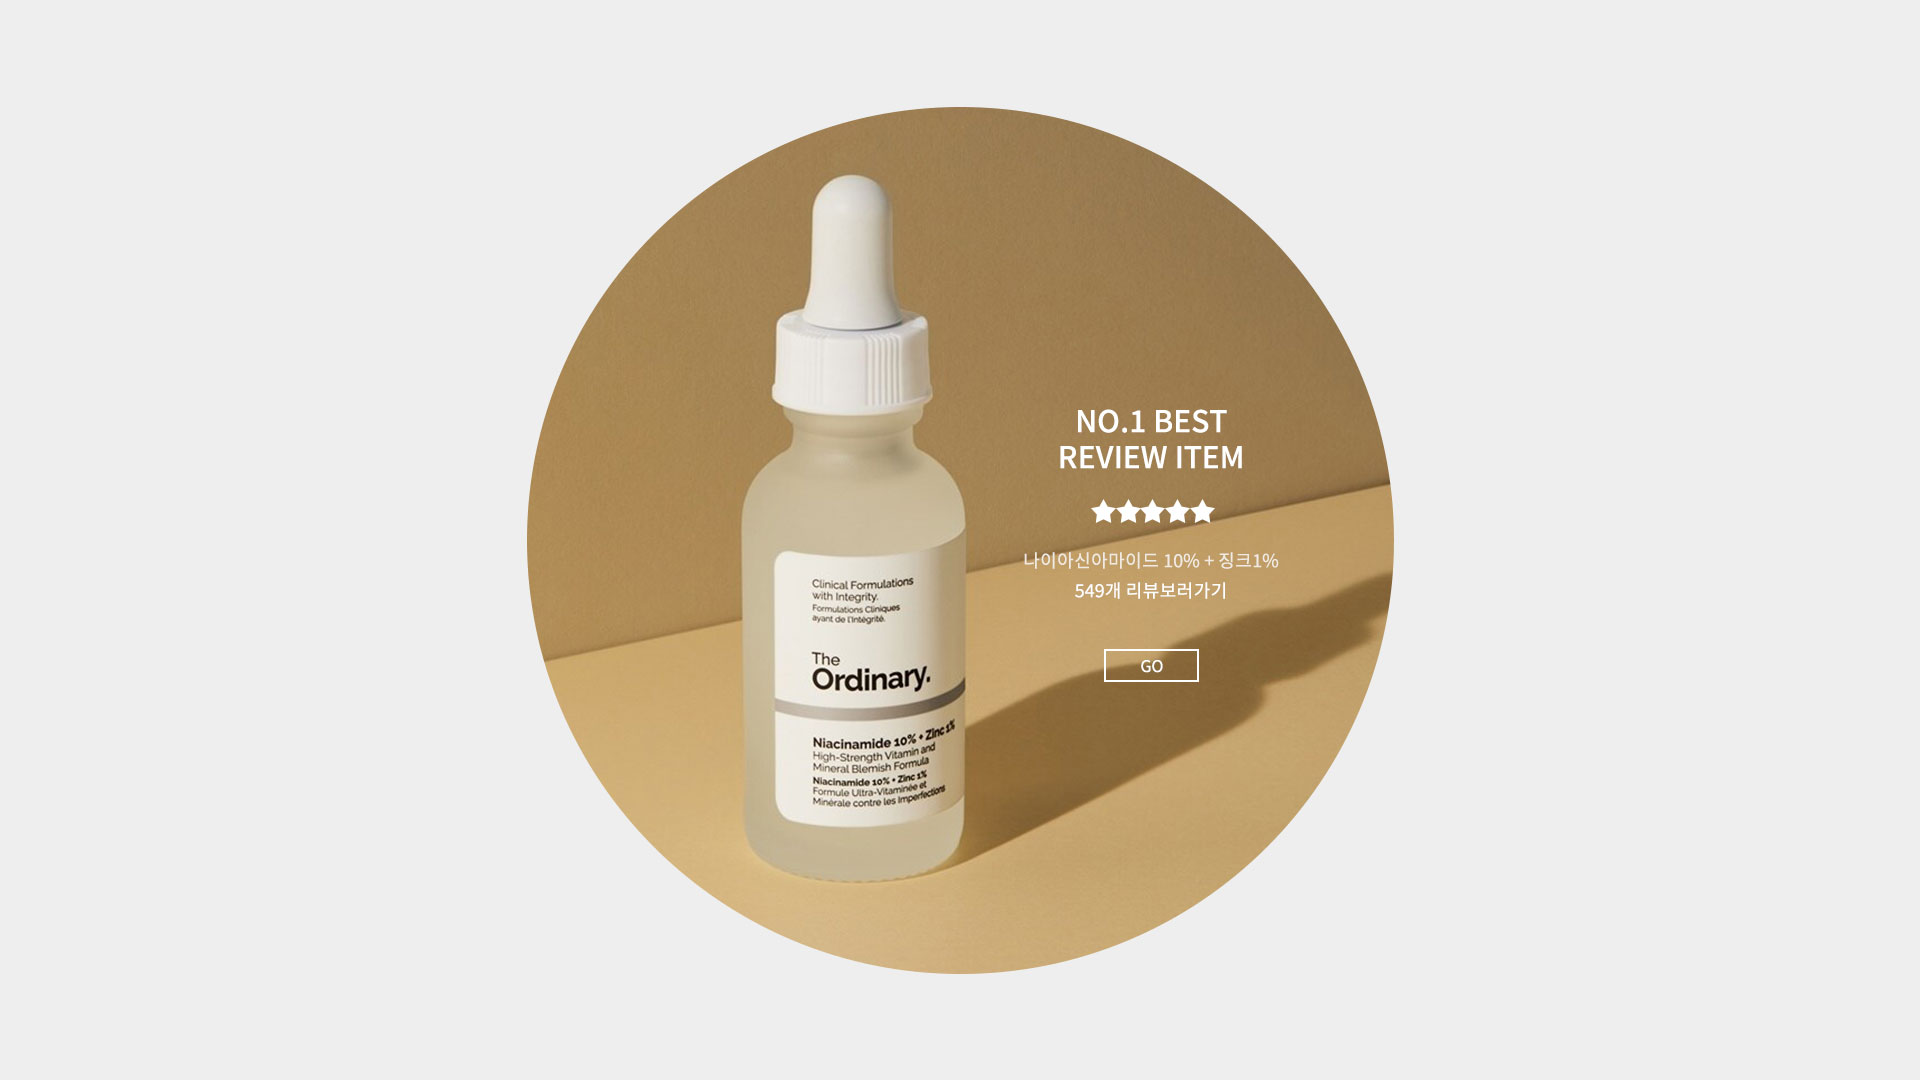 Clinical Formulations
with Integrity.
Formulations Cliniques
ayant de l'Intégrité.
The
Ordinary.
Niacinamide 10% + Zinc 1%
High-Strength Vitamin and
Mineral Blemish Formula
Niacinamide 10% + Zinc 1%
Formule Ultra-Vitaminée et
Minérale contre les Imperfections
NO.1 BEST
REVIEW ITEM
나이아신아마이드 10% + 징크1%
549개 리뷰보러가기
GO